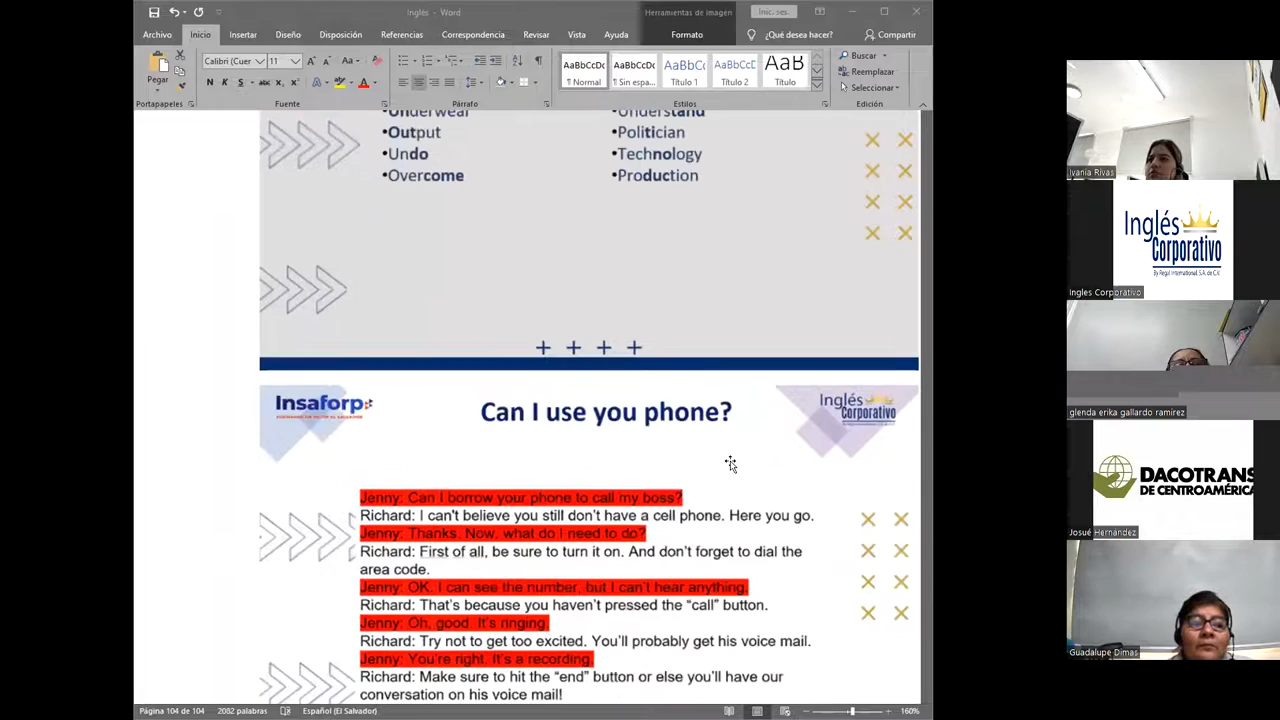 Inglés - Word
Herramientas de imagen
Inic. ses.
Archivo Inicio Insertar Diseño Disposición Referencias Correspondencia Revisar Vista Ayuda Formato ¿Qué desea hacer? Compartir
Pegar
Calibri (Cuer 11
N K S
AaBbCcDc AaBbCcDc AaBbCc AaBbCcD AaB
¶ Normal ¶ Sin espa... Título 1 Título 2 Título
Buscar
Reemplazar
Seleccionar
Portapapeles Fuente Párrafo Estilos Edición
•Underwear
•Understand
•Output
•Politician
•Undo
•Technology
•Overcome
•Production
+ + + +
Insaforp
Can I use you phone?
Inglés
Corporativo
Jenny: Can I borrow your phone to call my boss?
Richard: I can't believe you still don't have a cell phone. Here you go.
Jenny: Thanks. Now, what do I need to do?
Richard: First of all, be sure to turn it on. And don't forget to dial the
area code.
Jenny: OK. I can see the number, but I can't hear anything.
Richard: That's because you haven't pressed the “call” button.
Jenny: Oh, good. It's ringing.
Richard: Try not to get too excited. You'll probably get his voice mail.
Jenny: You're right. It's a recording.
Richard: Make sure to hit the “end” button or else you'll have our
conversation on his voice mail!
Página 104 de 104 2082 palabras Español (El Salvador) 160%
Ivania Rivas
Inglés
Corporativo
By Regal International, S.A. de C.V.
Ingles Corporativo
glenda erika gallardo ramirez
DACOTRANS
DE CENTROAMÉRICA
Josué Hernández
Guadalupe Dimas